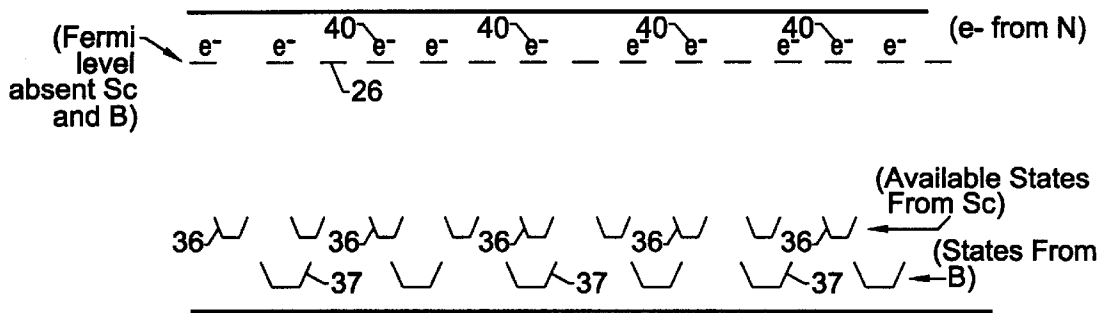 40 40 40 40 (e- from N)
(Fermi level absent Sc and B)
e- e- e- e- e- e- e- e- e- e-
26
(Available States From Sc)
36 36 36 36 36
(States From B)
37 37 37